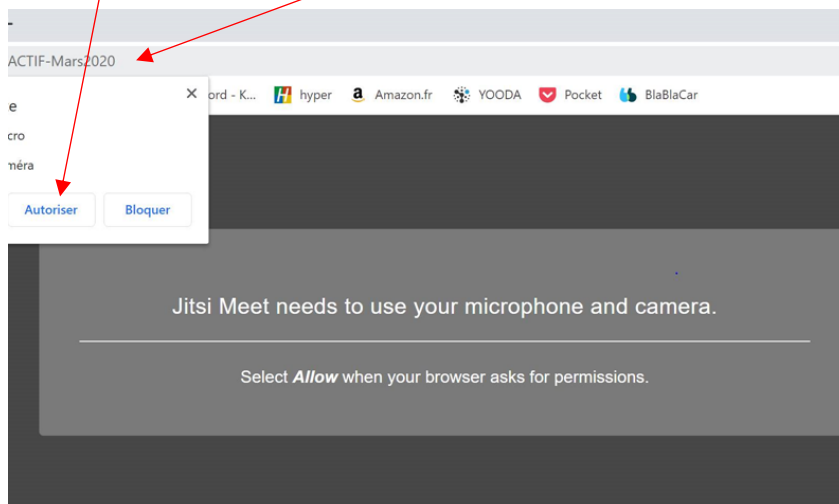 ACTIF-Mars2020
ord - K... hyper Amazon.fr YOODA Pocket BlaBlaCar
e
cro
méra
Autoriser Bloquer
Jitsi Meet needs to use your microphone and camera.
Select Allow when your browser asks for permissions.